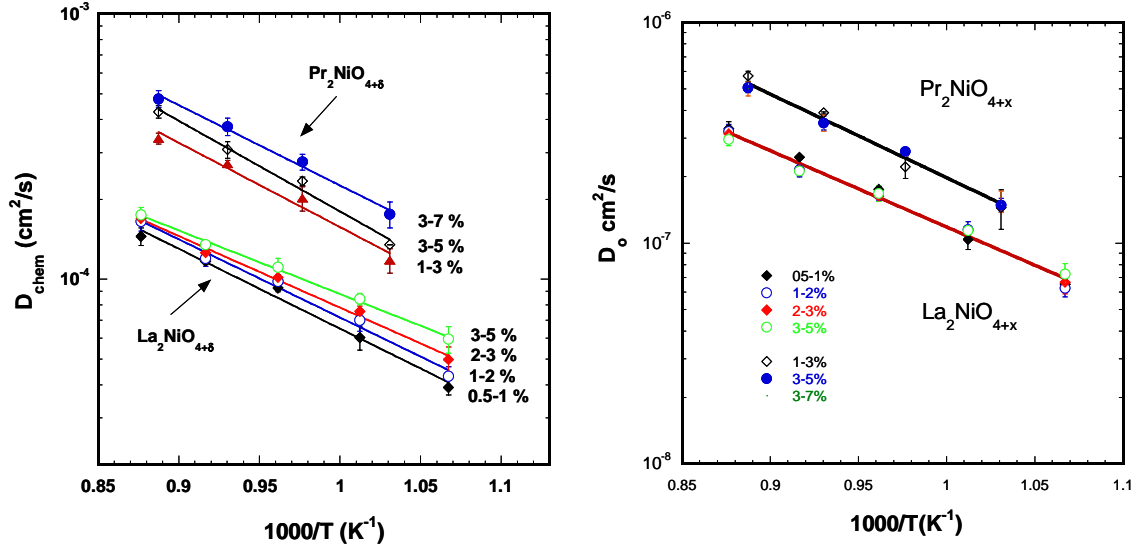 10⁻³
Pr₂NiO₄₊δ
D_chem (cm²/s)
3-7 %
3-5 %
1-3 %
10⁻⁴
La₂NiO₄₊δ
3-5 %
2-3 %
1-2 %
0.5-1 %
0.85 0.9 0.95 1 1.05 1.1
1000/T (K⁻¹)
10⁻⁶
Pr₂NiO₄₊ₓ
D_o cm²/s
10⁻⁷
05-1%
1-2%
2-3%
3-5%
La₂NiO₄₊ₓ
1-3%
3-5%
3-7%
10⁻⁸
0.85 0.9 0.95 1 1.05 1.1
1000/T(K⁻¹)